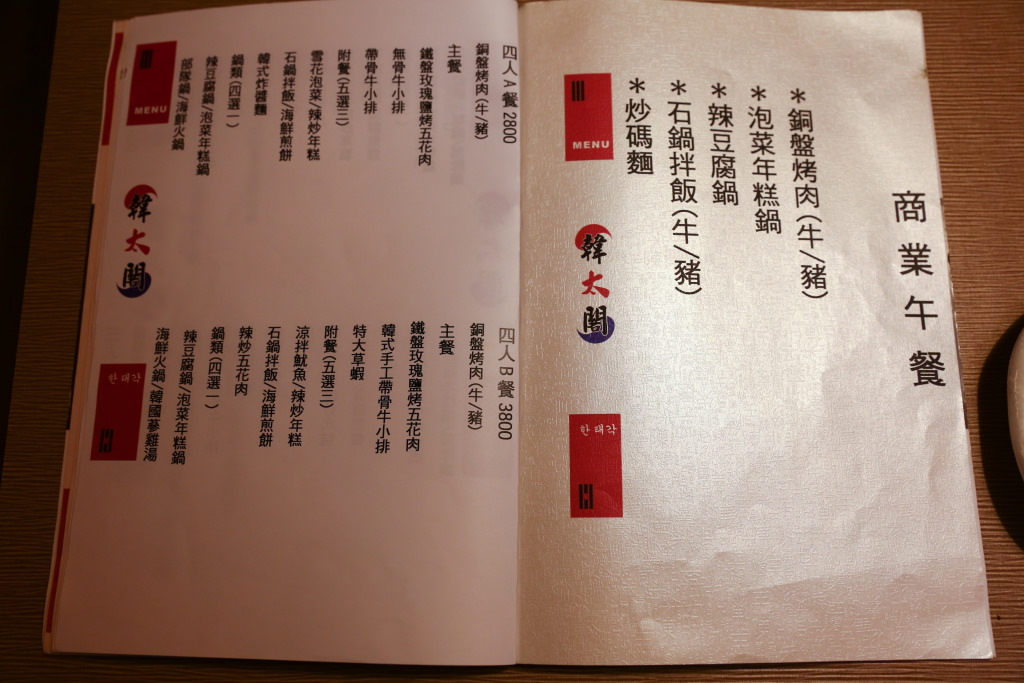 商業午餐
*銅盤烤肉(牛/豬)
*泡菜年糕鍋
*辣豆腐鍋
*石鍋拌飯(牛/豬)
*炒碼麵
MENU
韓太閣
한태각
四人A餐 2800
銅盤烤肉(牛/豬)
主餐
鐵盤玫瑰鹽烤五花肉
無骨牛小排
帶骨牛小排
附餐(五選三)
雪花泡菜/辣炒年糕
石鍋拌飯/海鮮煎餅
韓式炸醬麵
鍋類(四選一)
辣豆腐鍋/泡菜年糕鍋
部隊鍋/海鮮火鍋
MENU
韓太閣
四人B餐 3800
銅盤烤肉(牛/豬)
主餐
鐵盤玫瑰鹽烤五花肉
韓式手工帶骨牛小排
特大草蝦
附餐(五選三)
涼拌魷魚/辣炒年糕
石鍋拌飯/海鮮煎餅
辣炒五花肉
鍋類(四選一)
辣豆腐鍋/泡菜年糕鍋
海鮮火鍋/韓國蔘雞湯
한태각